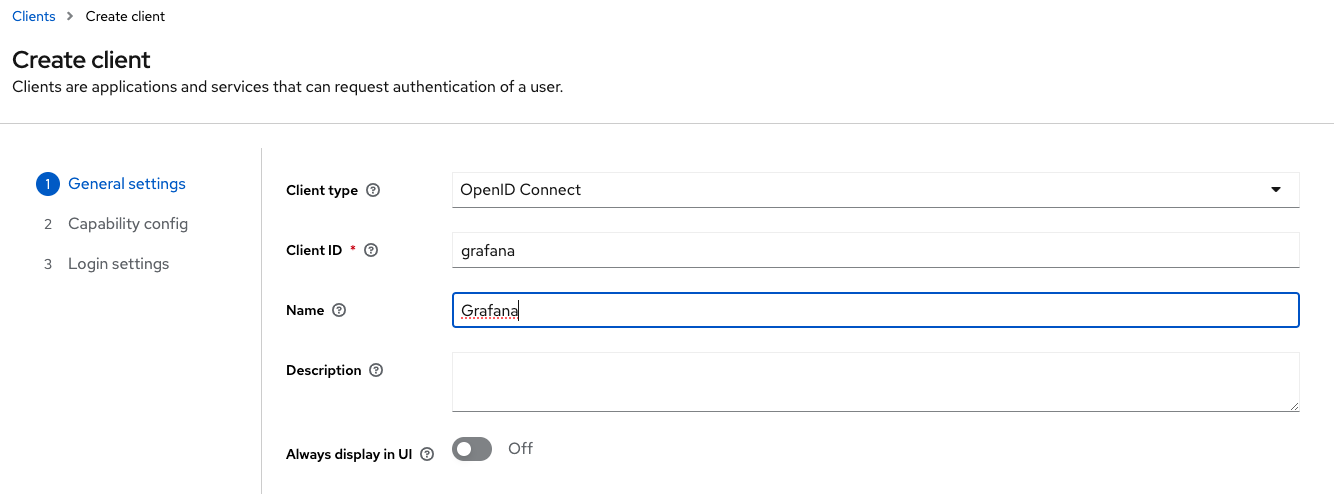 Clients > Create client
Create client
Clients are applications and services that can request authentication of a user.
1 General settings
2 Capability config
3 Login settings
Client type ? OpenID Connect
Client ID * ? grafana
Name ? Grafana
Description ?
Always display in UI ? Off